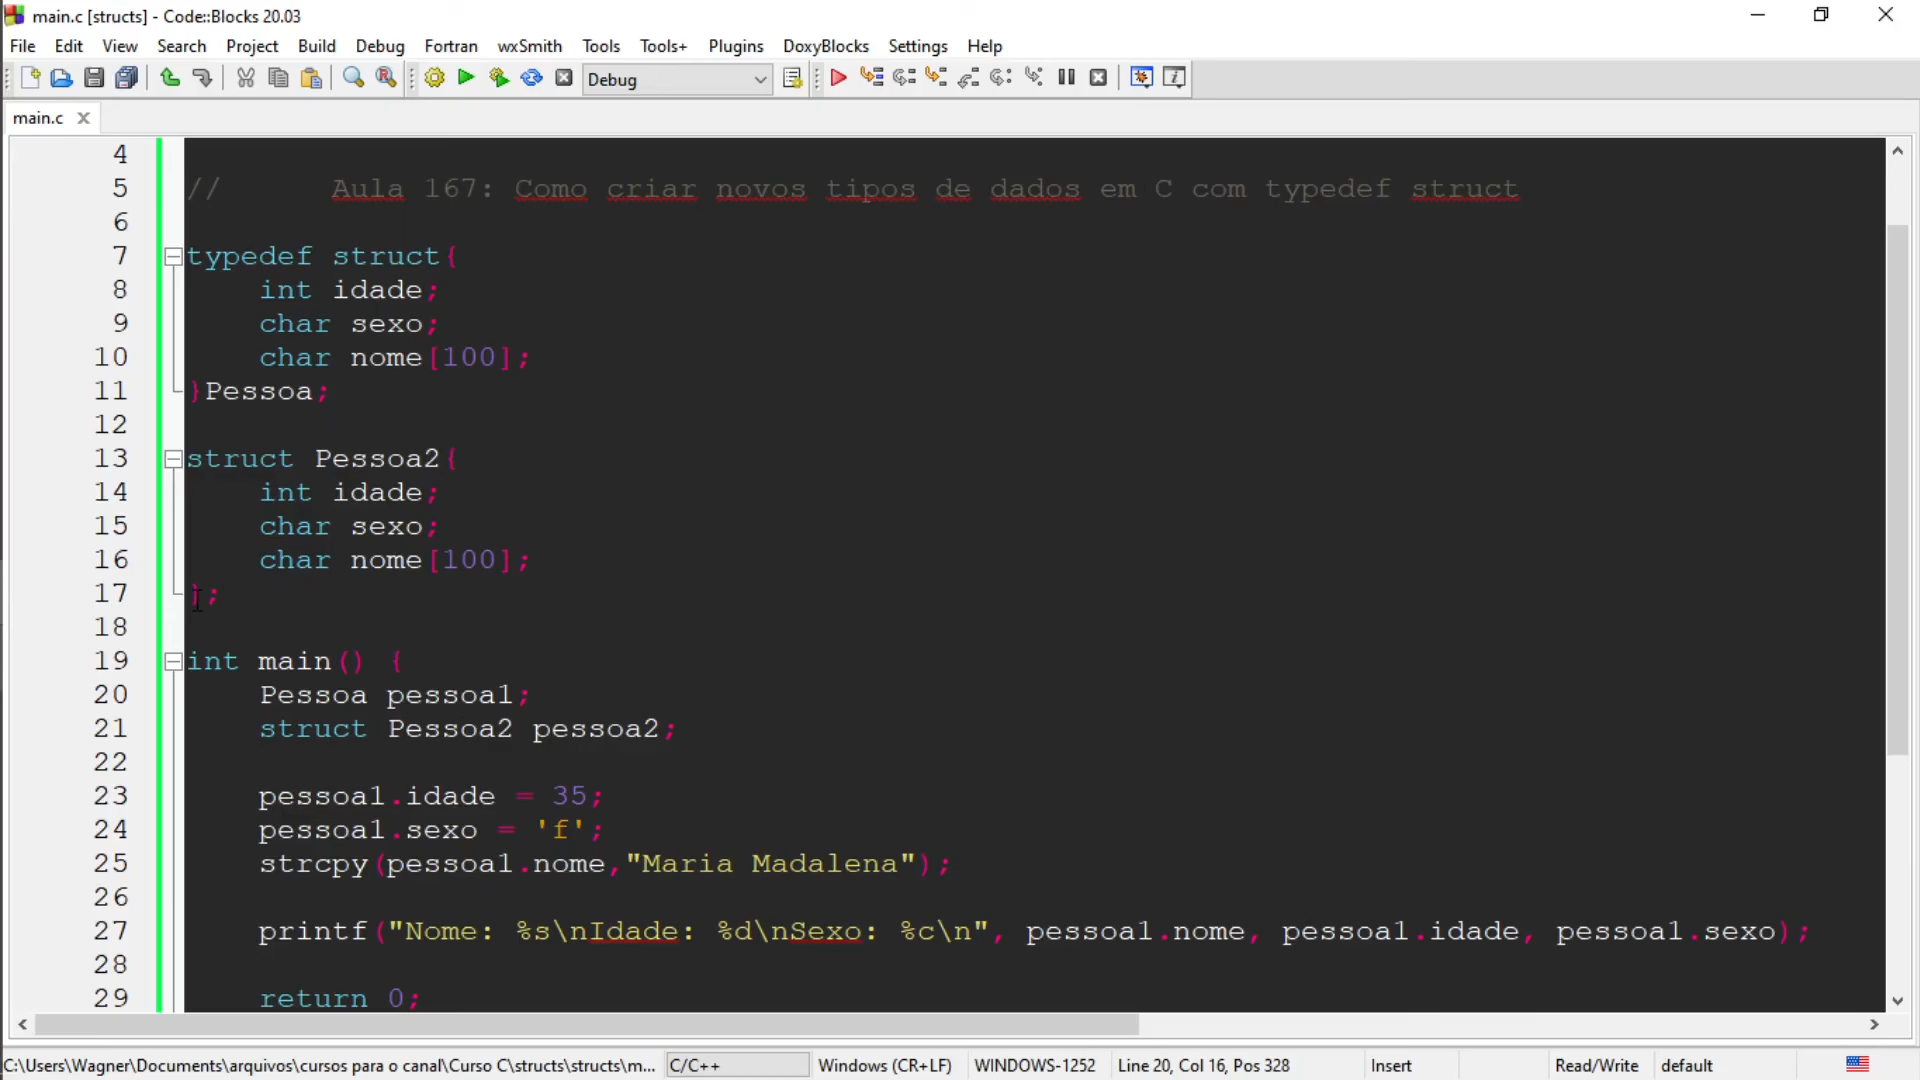 main.c [structs] - Code::Blocks 20.03
File Edit View Search Project Build Debug Fortran wxSmith Tools Tools+ Plugins DoxyBlocks Settings Help
Debug
main.c
4
5 // Aula 167: Como criar novos tipos de dados em C com typedef struct
6
7 typedef struct{
8 int idade;
9 char sexo;
10 char nome[100];
11 }Pessoa;
12
13 struct Pessoa2{
14 int idade;
15 char sexo;
16 char nome[100];
17 };
18
19 int main() {
20 Pessoa pessoa1;
21 struct Pessoa2 pessoa2;
22
23 pessoa1.idade = 35;
24 pessoa1.sexo = 'f';
25 strcpy(pessoa1.nome,"Maria Madalena");
26
27 printf("Nome: %s\nIdade: %d\nSexo: %c\n", pessoa1.nome, pessoa1.idade, pessoa1.sexo);
28
29 return 0;
C:\Users\Wagner\Documents\arquivos\cursos para o canal\Curso C\structs\structs\m... C/C++ Windows (CR+LF) WINDOWS-1252 Line 20, Col 16, Pos 328 Insert Read/Write default